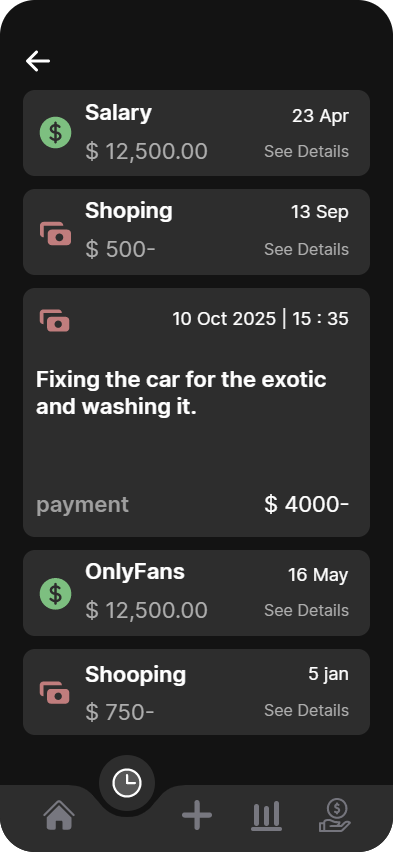 Salary
23 Apr
$ 12,500.00
See Details
Shoping
13 Sep
$ 500-
See Details
10 Oct 2025 | 15 : 35
Fixing the car for the exotic
and washing it.
payment
$ 4000-
OnlyFans
16 May
$ 12,500.00
See Details
Shooping
5 jan
$ 750-
See Details